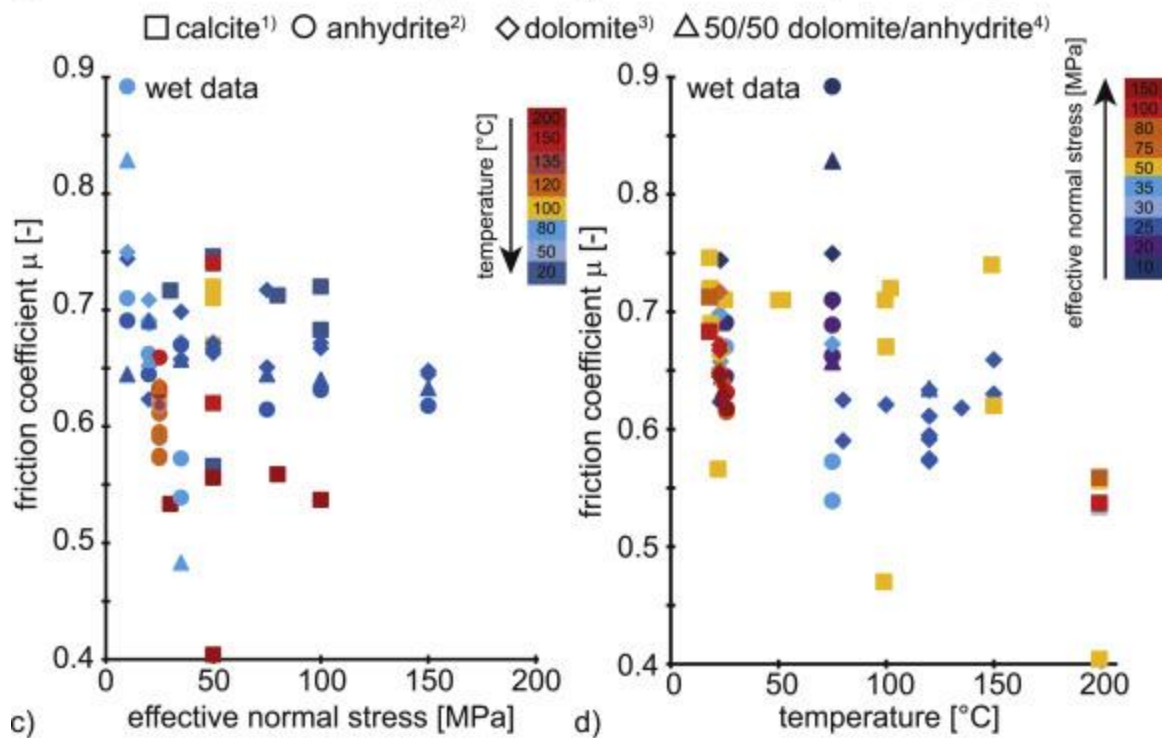 calcite1) anhydrite2) dolomite3) 50/50 dolomite/anhydrite4)
0.9
wet data
0.8
0.7
0.6
0.5
0.4
friction coefficient μ [-]
temperature [°C]
200
150
135
120
100
80
50
20
0 50 100 150 200
c) effective normal stress [MPa]
0.9
wet data
0.8
0.7
0.6
0.5
0.4
friction coefficient μ [-]
effective normal stress [MPa]
150
100
80
75
50
35
30
25
20
10
0 50 100 150 200
d) temperature [°C]